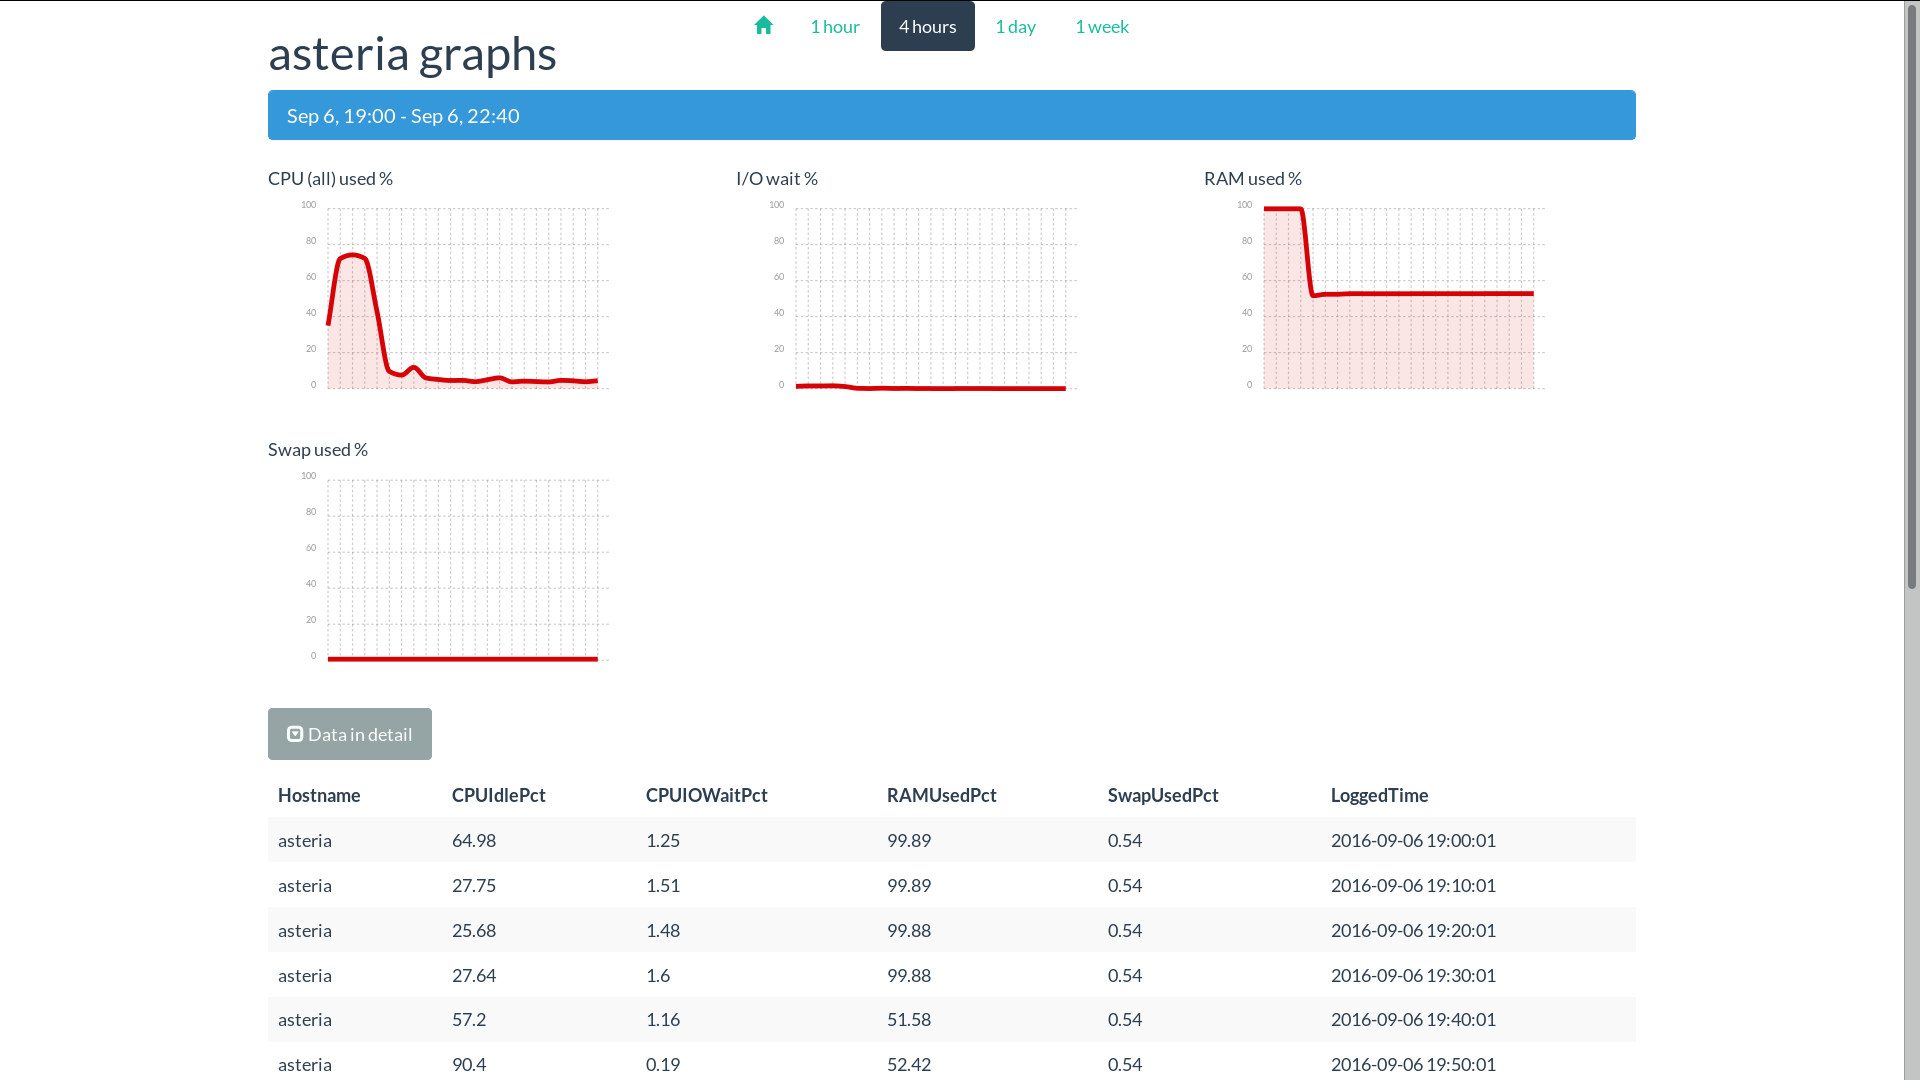 1 hour 4 hours 1 day 1 week
asteria graphs
Sep 6, 19:00 - Sep 6, 22:40
CPU (all) used % I/O wait % RAM used %
100 100 100
80 80 80
60 60 60
40 40 40
20 20 20
0 0 0
Swap used %
100
80
60
40
20
0
Data in detail
Hostname CPUIdlePct CPUIOWaitPct RAMUsedPct SwapUsedPct LoggedTime
asteria 64.98 1.25 99.89 0.54 2016-09-06 19:00:01
asteria 27.75 1.51 99.89 0.54 2016-09-06 19:10:01
asteria 25.68 1.48 99.88 0.54 2016-09-06 19:20:01
asteria 27.64 1.6 99.88 0.54 2016-09-06 19:30:01
asteria 57.2 1.16 51.58 0.54 2016-09-06 19:40:01
asteria 90.4 0.19 52.42 0.54 2016-09-06 19:50:01